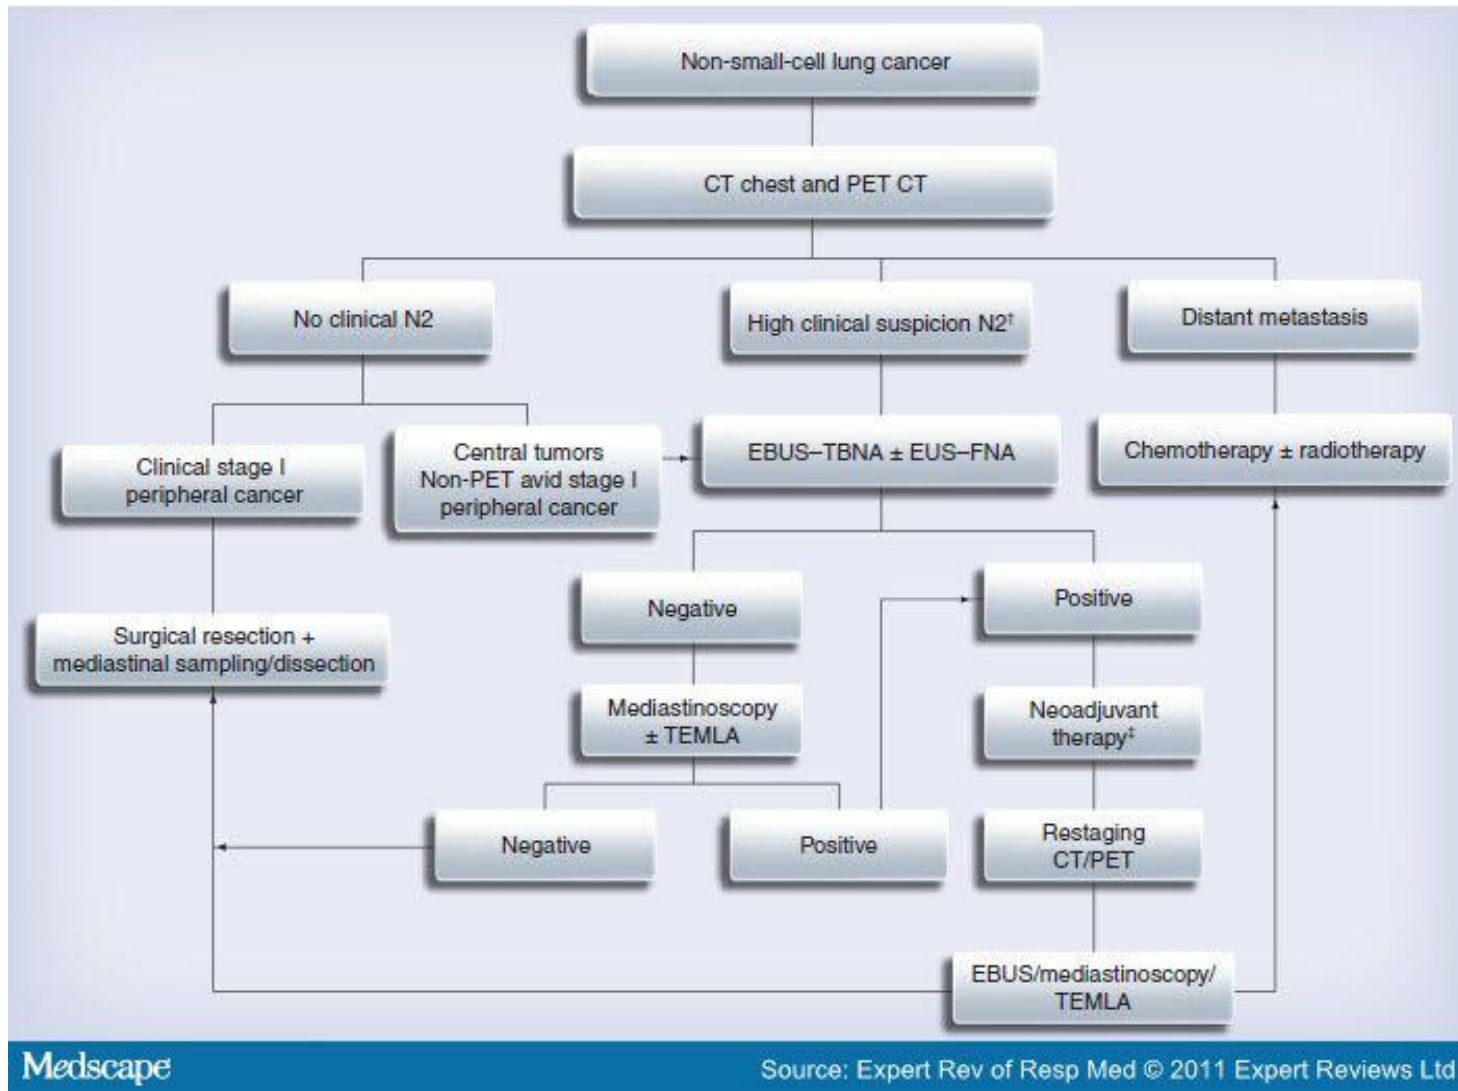 Non-small-cell lung cancer
CT chest and PET CT
No clinical N2
High clinical suspicion N2†
Distant metastasis
Clinical stage I
peripheral cancer
Central tumors
Non-PET avid stage I
peripheral cancer
EBUS–TBNA ± EUS–FNA
Chemotherapy ± radiotherapy
Negative
Positive
Surgical resection +
mediastinal sampling/dissection
Mediastinoscopy
± TEMLA
Neoadjuvant
therapy‡
Negative
Positive
Restaging
CT/PET
EBUS/mediastinoscopy/
TEMLA
Medscape
Source: Expert Rev of Resp Med © 2011 Expert Reviews Ltd